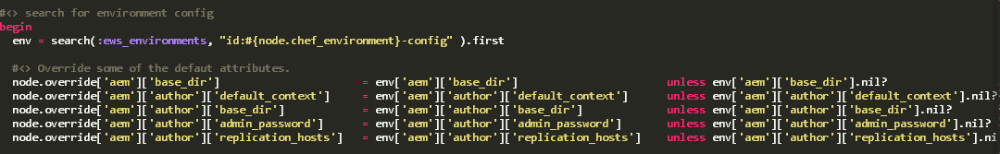 #<> search for environment config
begin
env = search(:ews_environments, "id:#{node.chef_environment}-config" ).first
#<> Override some of the defaut attributes.
node.override['aem']['base_dir'] = env['aem']['base_dir'] unless env['aem']['base_dir'].nil?
node.override['aem']['author']['default_context'] = env['aem']['author']['default_context'] unless env['aem']['author']['default_context'].nil?
node.override['aem']['author']['base_dir'] = env['aem']['author']['base_dir'] unless env['aem']['author']['base_dir'].nil?
node.override['aem']['author']['admin_password'] = env['aem']['author']['admin_password'] unless env['aem']['author']['admin_password'].nil?
node.override['aem']['author']['replication_hosts'] = env['aem']['author']['replication_hosts'] unless env['aem']['author']['replication_hosts'].ni